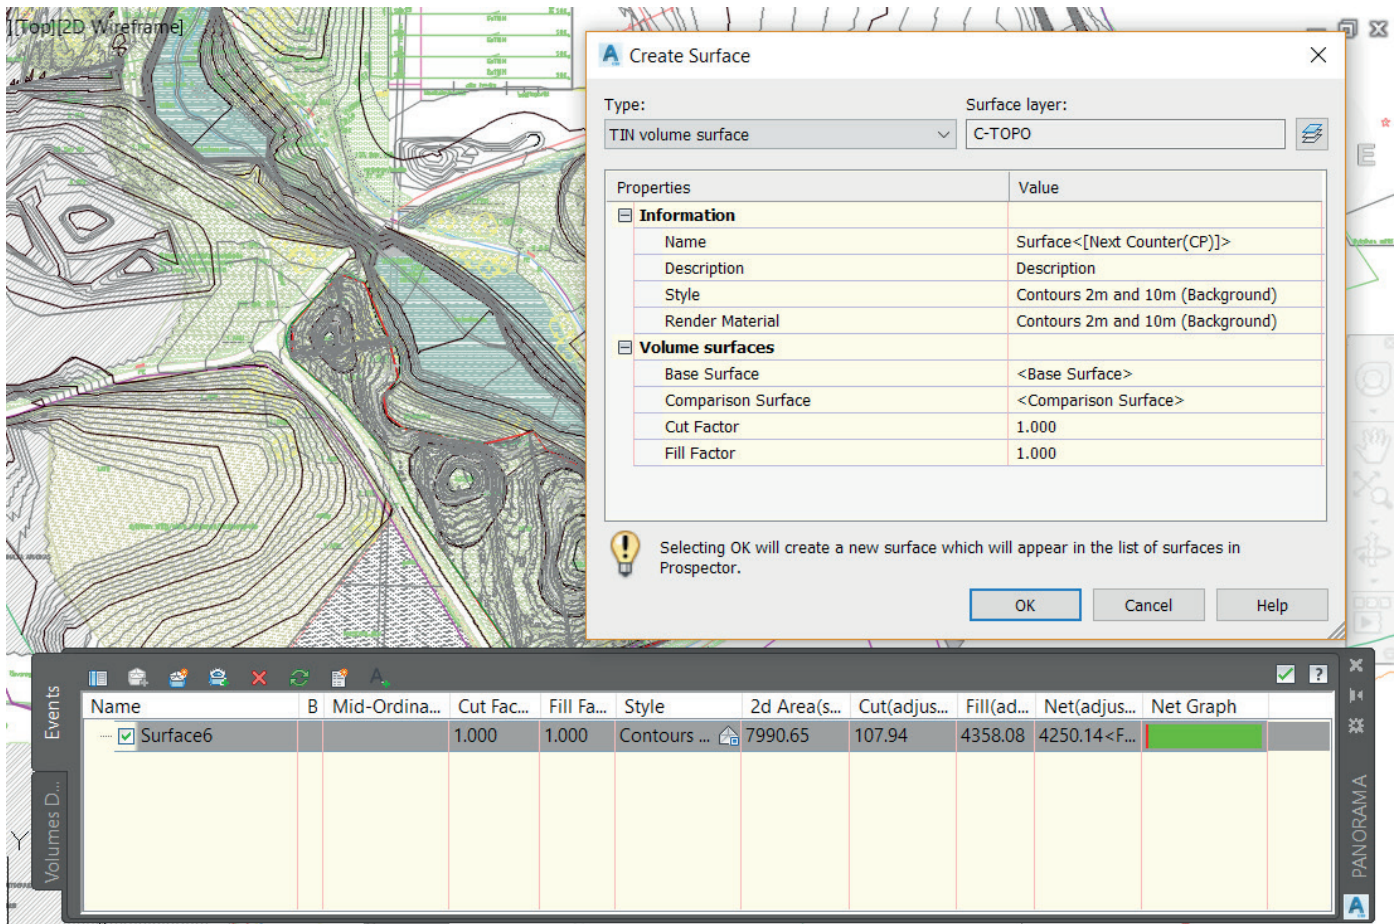 ][Top][2D Wireframe]
Create Surface
Type:
Surface layer:
TIN volume surface
C-TOPO
Properties Value
Information
Name Surface<[Next Counter(CP)]>
Description Description
Style Contours 2m and 10m (Background)
Render Material Contours 2m and 10m (Background)
Volume surfaces
Base Surface <Base Surface>
Comparison Surface <Comparison Surface>
Cut Factor 1.000
Fill Factor 1.000
Selecting OK will create a new surface which will appear in the list of surfaces in
Prospector.
OK Cancel Help
E
Events
Volumes D...
Name B Mid-Ordina... Cut Fac... Fill Fa... Style 2d Area(s... Cut(adjus... Fill(ad... Net(adjus... Net Graph
Surface6 1.000 1.000 Contours ... 7990.65 107.94 4358.08 4250.14<F...
PANORAMA
Y